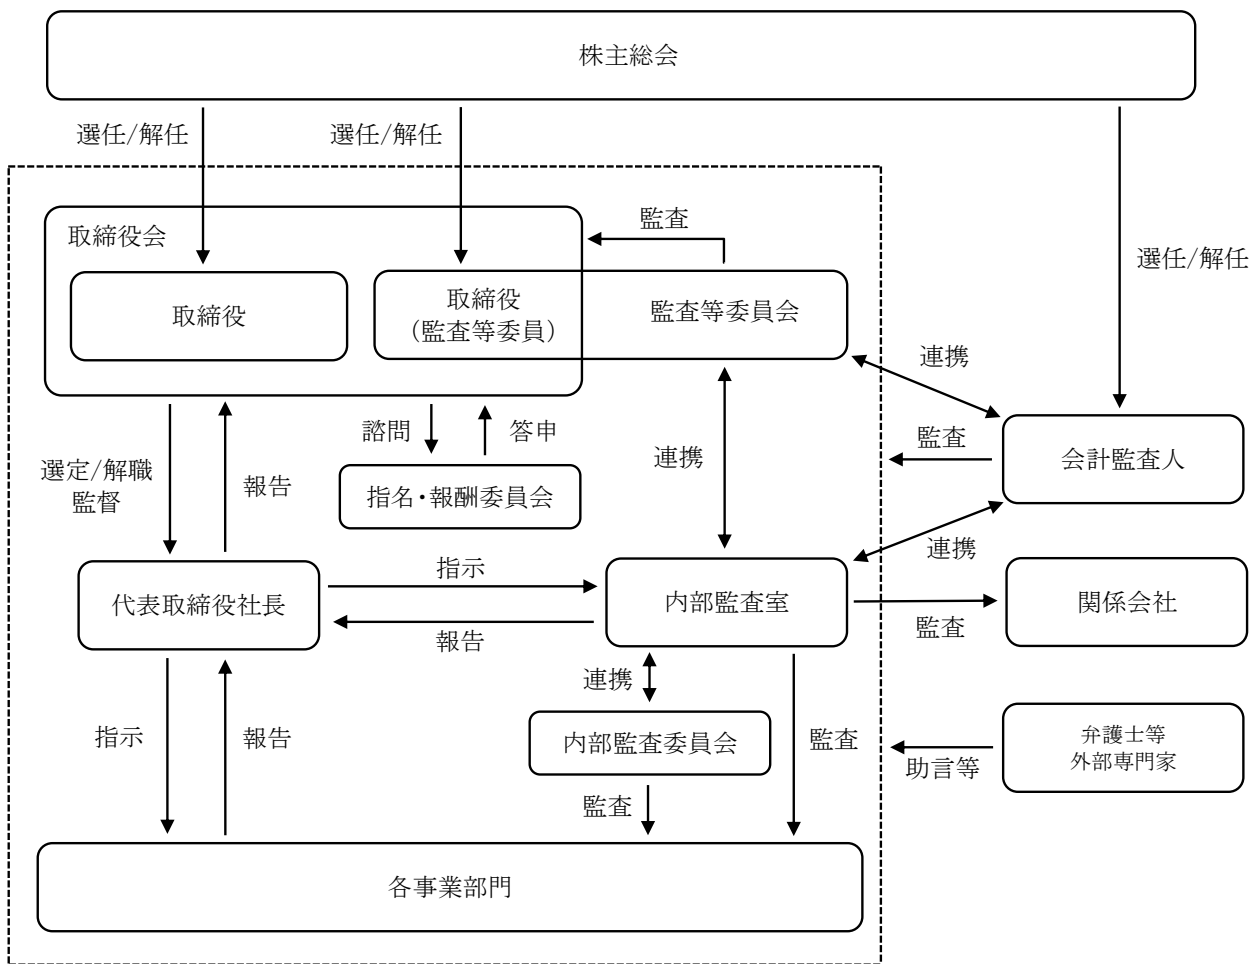 株主総会
選任/解任
選任/解任
選任/解任
取締役会
監査
取締役
取締役
（監査等委員）
監査等委員会
連携
諮問
答申
監査
会計監査人
選定/解職
監督
報告
連携
指名・報酬委員会
連携
指示
代表取締役社長
内部監査室
関係会社
報告
監査
連携
指示
報告
内部監査委員会
監査
弁護士等
外部専門家
助言等
監査
各事業部門